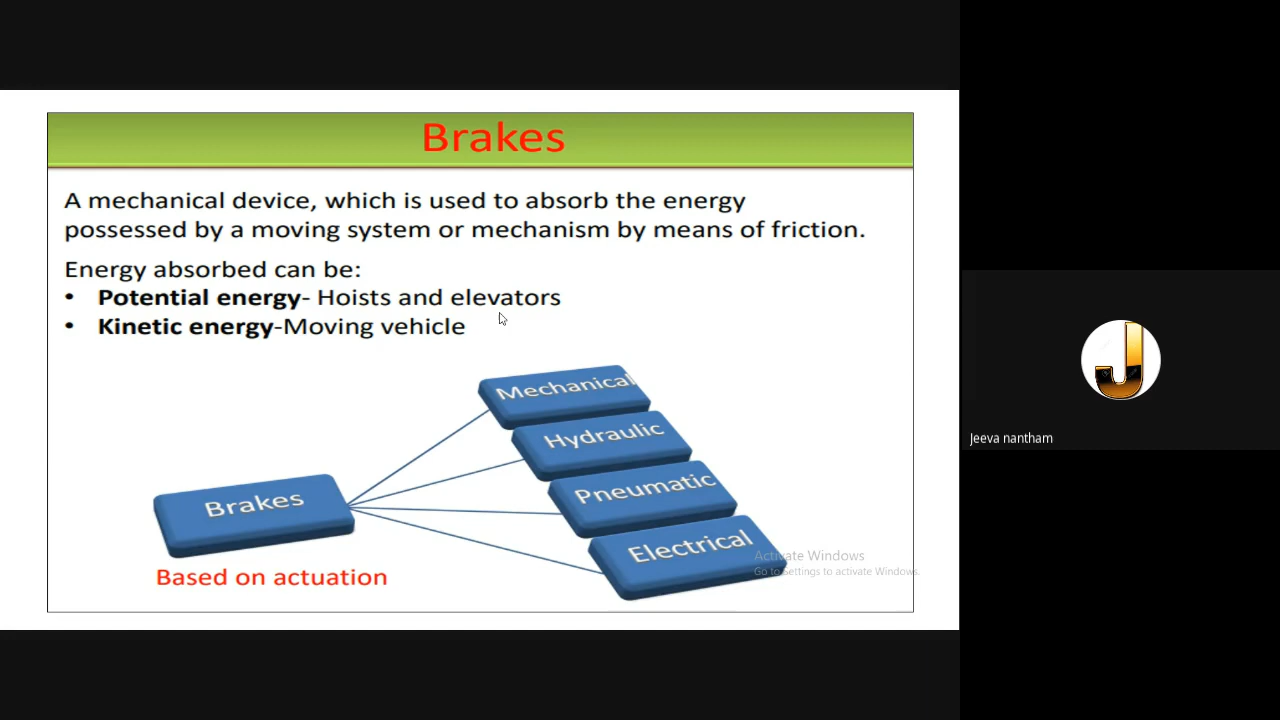 Brakes
A mechanical device, which is used to absorb the energy
possessed by a moving system or mechanism by means of friction.
Energy absorbed can be:
• Potential energy- Hoists and elevators
• Kinetic energy-Moving vehicle
Mechanical
Hydraulic
Pneumatic
Electrical
Brakes
Based on actuation
Activate Windows
Go to Settings to activate Windows.
J
Jeeva nantham